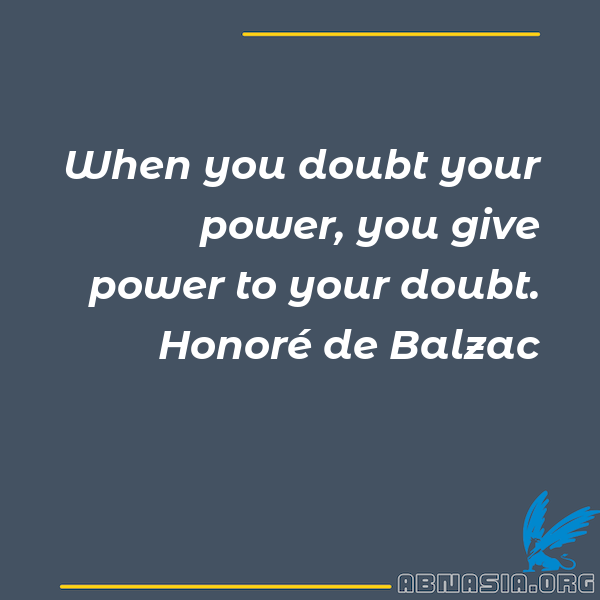 When you doubt your
power, you give
power to your doubt.
Honoré de Balzac
ABNASIA.ORG